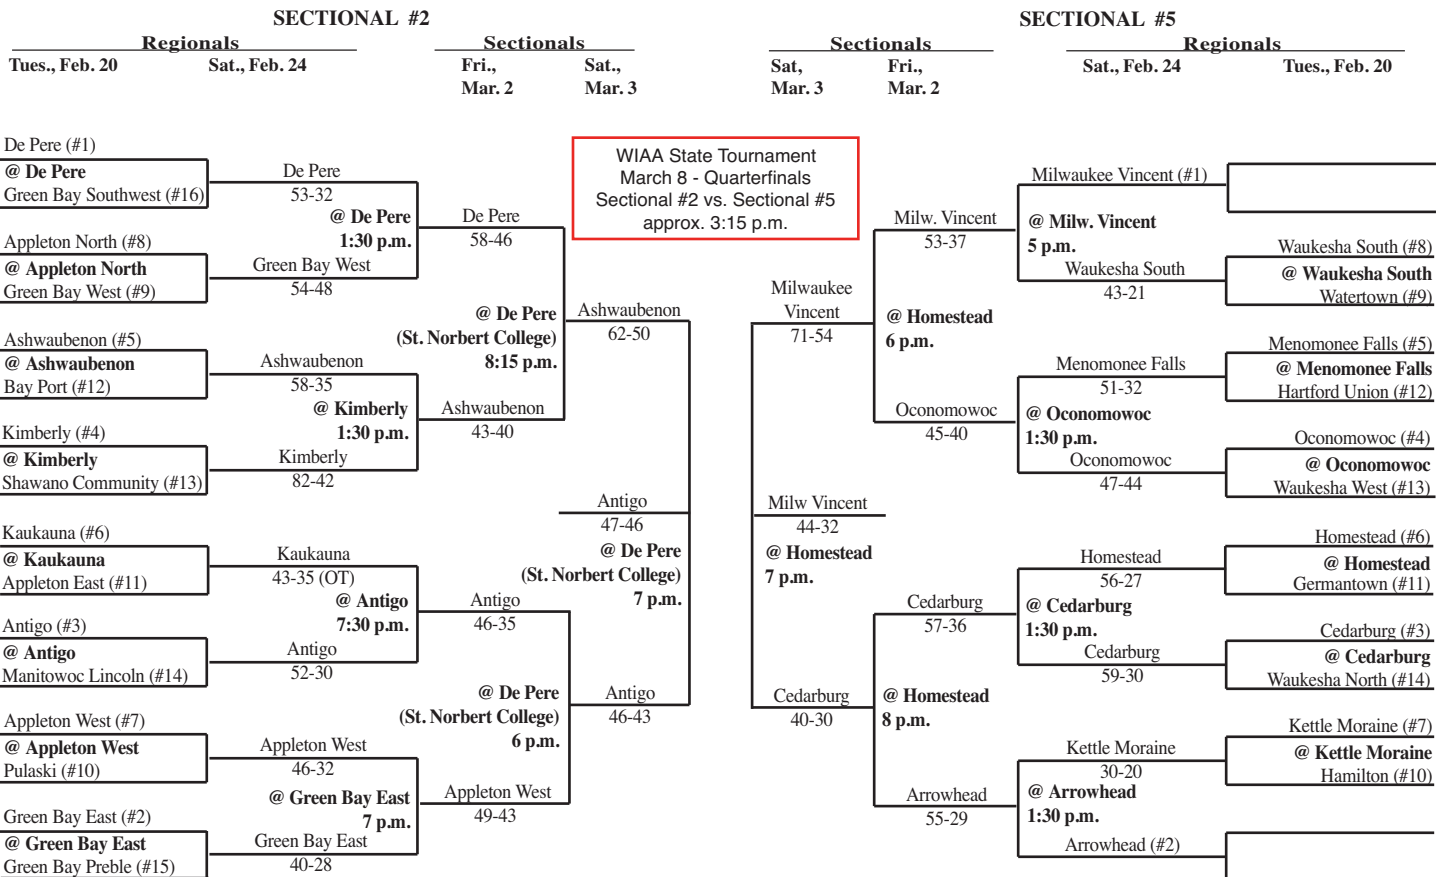 SECTIONAL #2
Regionals
Sectionals
Tues., Feb. 20
Sat., Feb. 24
Fri.,
Mar. 2
Sat.,
Mar. 3
De Pere (#1)
@ De Pere
Green Bay Southwest (#16)
Appleton North (#8)
@ Appleton North
Green Bay West (#9)
Ashwaubenon (#5)
@ Ashwaubenon
Bay Port (#12)
Kimberly (#4)
@ Kimberly
Shawano Community (#13)
Kaukauna (#6)
@ Kaukauna
Appleton East (#11)
Antigo (#3)
@ Antigo
Manitowoc Lincoln (#14)
Appleton West (#7)
@ Appleton West
Pulaski (#10)
Green Bay East (#2)
@ Green Bay East
Green Bay Preble (#15)
De Pere
53-32
@ De Pere
1:30 p.m.
Green Bay West
54-48
Ashwaubenon
58-35
@ Kimberly
1:30 p.m.
Kimberly
82-42
Kaukauna
43-35 (OT)
@ Antigo
7:30 p.m.
Antigo
52-30
Appleton West
46-32
@ Green Bay East
7 p.m.
Green Bay East
40-28
De Pere
58-46
@ De Pere
(St. Norbert College)
8:15 p.m.
Ashwaubenon
43-40
Antigo
46-35
@ De Pere
(St. Norbert College)
6 p.m.
Appleton West
49-43
Ashwaubenon
62-50
Antigo
47-46
@ De Pere
(St. Norbert College)
7 p.m.
Antigo
46-43
WIAA State Tournament
March 8 - Quarterfinals
Sectional #2 vs. Sectional #5
approx. 3:15 p.m.
SECTIONAL #5
Sectionals
Regionals
Sat,
Mar. 3
Fri.,
Mar. 2
Sat., Feb. 24
Tues., Feb. 20
Milwaukee
Vincent
71-54
Milw Vincent
44-32
@ Homestead
7 p.m.
Cedarburg
40-30
Milw. Vincent
53-37
@ Homestead
6 p.m.
Oconomowoc
45-40
Cedarburg
57-36
@ Homestead
8 p.m.
Arrowhead
55-29
Milwaukee Vincent (#1)
@ Milw. Vincent
5 p.m.
Waukesha South
43-21
Menomonee Falls
51-32
@ Oconomowoc
1:30 p.m.
Oconomowoc
47-44
Homestead
56-27
@ Cedarburg
1:30 p.m.
Cedarburg
59-30
Kettle Moraine
30-20
@ Arrowhead
1:30 p.m.
Arrowhead (#2)
Waukesha South (#8)
@ Waukesha South
Watertown (#9)
Menomonee Falls (#5)
@ Menomonee Falls
Hartford Union (#12)
Oconomowoc (#4)
@ Oconomowoc
Waukesha West (#13)
Homestead (#6)
@ Homestead
Germantown (#11)
Cedarburg (#3)
@ Cedarburg
Waukesha North (#14)
Kettle Moraine (#7)
@ Kettle Moraine
Hamilton (#10)